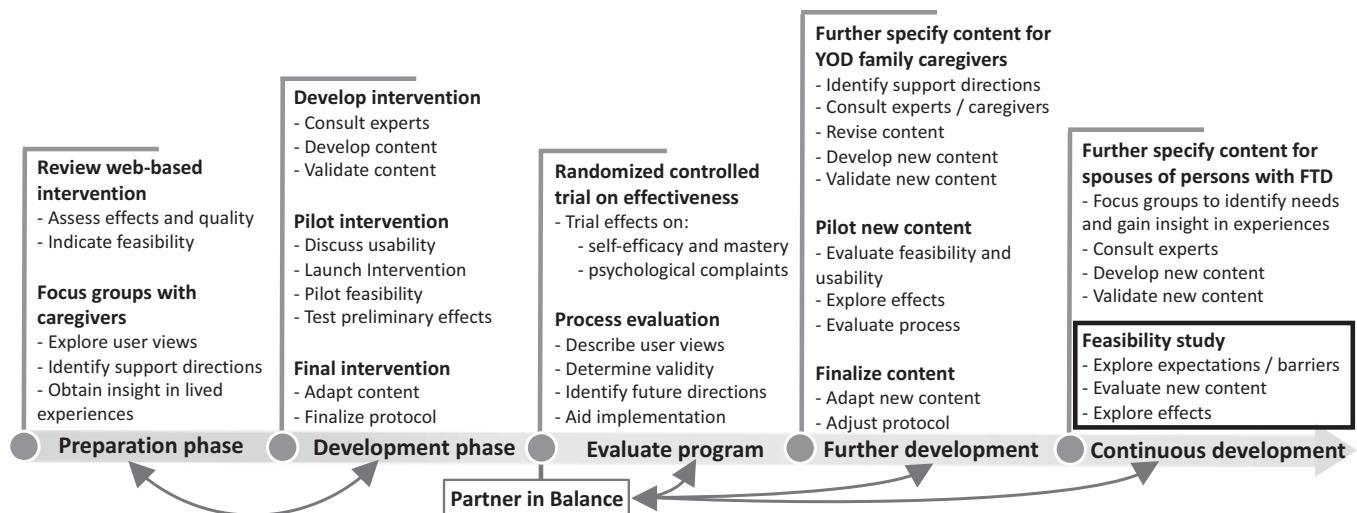 Review web-based
intervention
- Assess effects and quality
- Indicate feasibility
Focus groups with
caregivers
- Explore user views
- Identify support directions
- Obtain insight in lived
experiences
Preparation phase
Develop intervention
- Consult experts
- Develop content
- Validate content
Pilot intervention
- Discuss usability
- Launch Intervention
- Pilot feasibility
- Test preliminary effects
Final intervention
- Adapt content
- Finalize protocol
Development phase
Randomized controlled
trial on effectiveness
- Trial effects on:
- self-efficacy and mastery
- psychological complaints
Process evaluation
- Describe user views
- Determine validity
- Identify future directions
- Aid implementation
Evaluate program
Further specify content for
YOD family caregivers
- Identify support directions
- Consult experts / caregivers
- Revise content
- Develop new content
- Validate new content
Pilot new content
- Evaluate feasibility and
usability
- Explore effects
- Evaluate process
Finalize content
- Adapt new content
- Adjust protocol
Further development
Further specify content for
spouses of persons with FTD
- Focus groups to identify needs
and gain insight in experiences
- Consult experts
- Develop new content
- Validate new content
Feasibility study
- Explore expectations / barriers
- Evaluate new content
- Explore effects
Continuous development
Partner in Balance